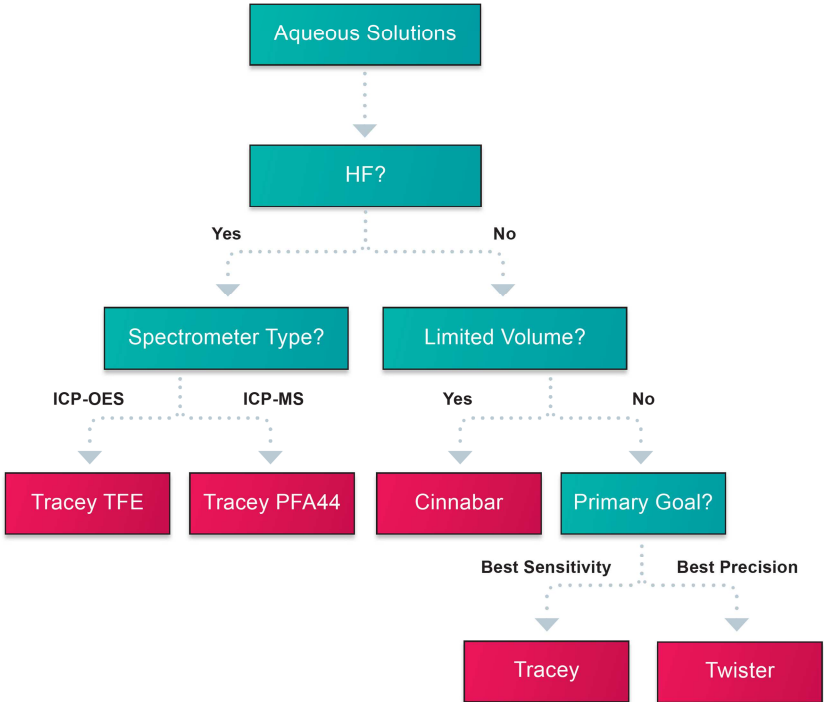 Aqueous Solutions
HF?
Yes
No
Spectrometer Type?
Limited Volume?
ICP-OES
ICP-MS
Yes
No
Tracey TFE
Tracey PFA44
Cinnabar
Primary Goal?
Best Sensitivity
Best Precision
Tracey
Twister